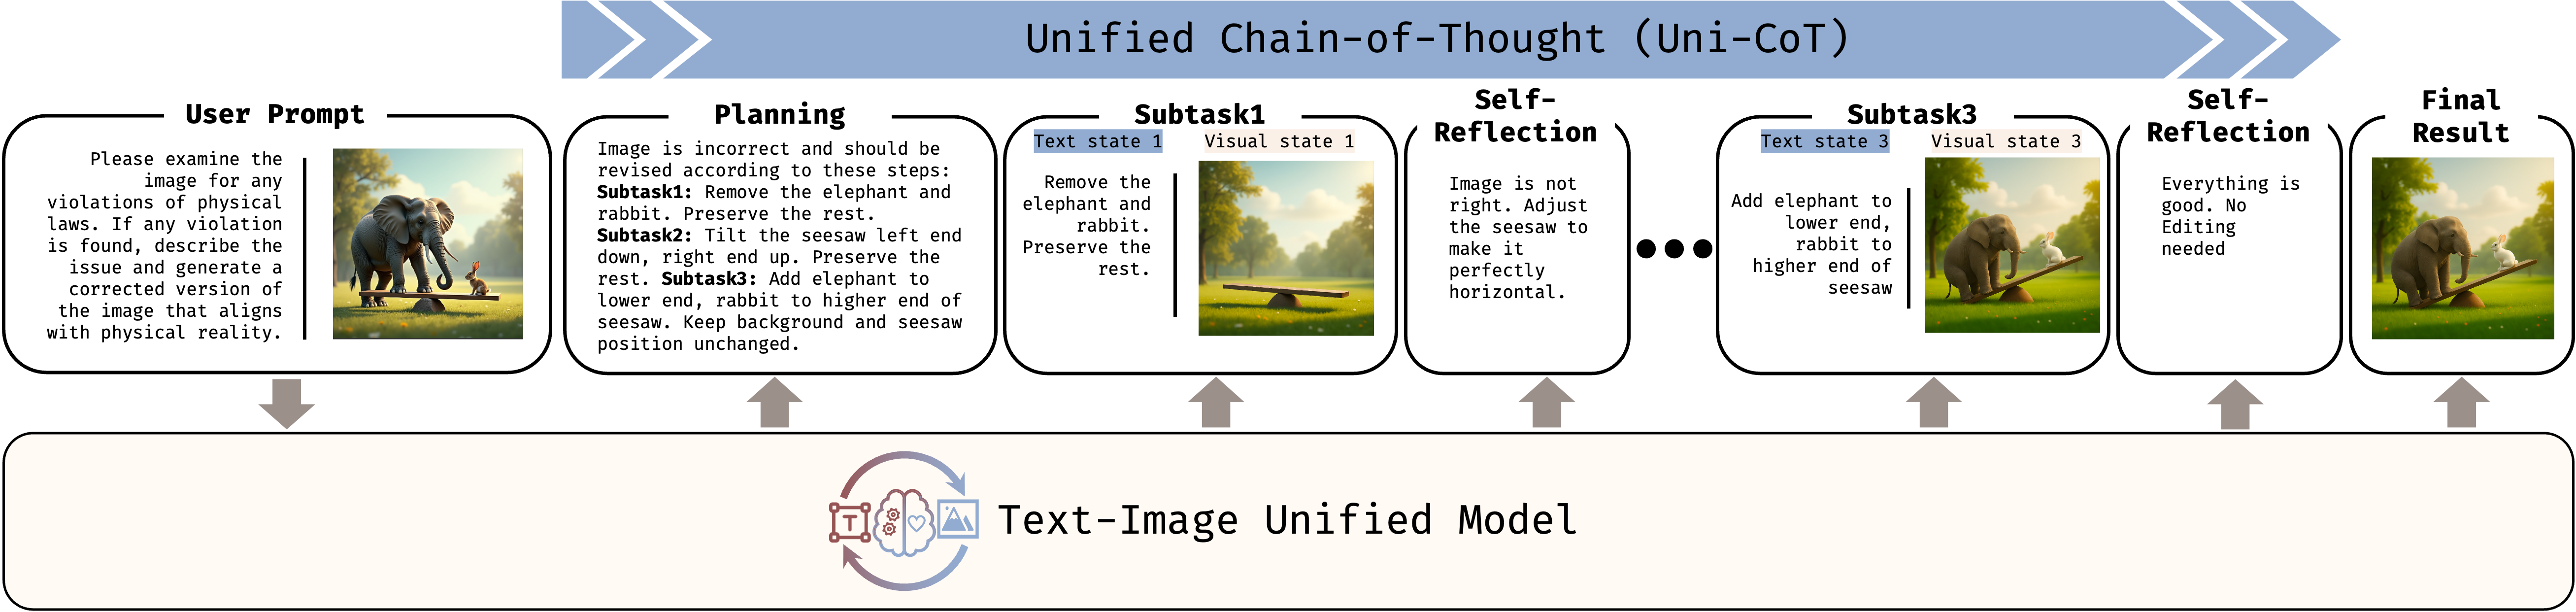 Unified Chain-of-Thought (Uni-CoT)
User Prompt
Please examine the
image for any
violations of physical
laws. If any violation
is found, describe the
issue and generate a
corrected version of
the image that aligns
with physical reality.
Planning
Image is incorrect and should be
revised according to these steps:
Subtask1: Remove the elephant and
rabbit. Preserve the rest.
Subtask2: Tilt the seesaw left end
down, right end up. Preserve the
rest. Subtask3: Add elephant to
lower end, rabbit to higher end of
seesaw. Keep background and seesaw
position unchanged.
Subtask1
Text state 1
Visual state 1
Remove the
elephant and
rabbit.
Preserve the
rest.
Self-
Reflection
Image is not
right. Adjust
the seesaw to
make it
perfectly
horizontal.
Subtask3
Text state 3
Visual state 3
Add elephant to
lower end,
rabbit to
higher end of
seesaw
Self-
Reflection
Everything is
good. No
Editing
needed
Final
Result
T
Text-Image Unified Model